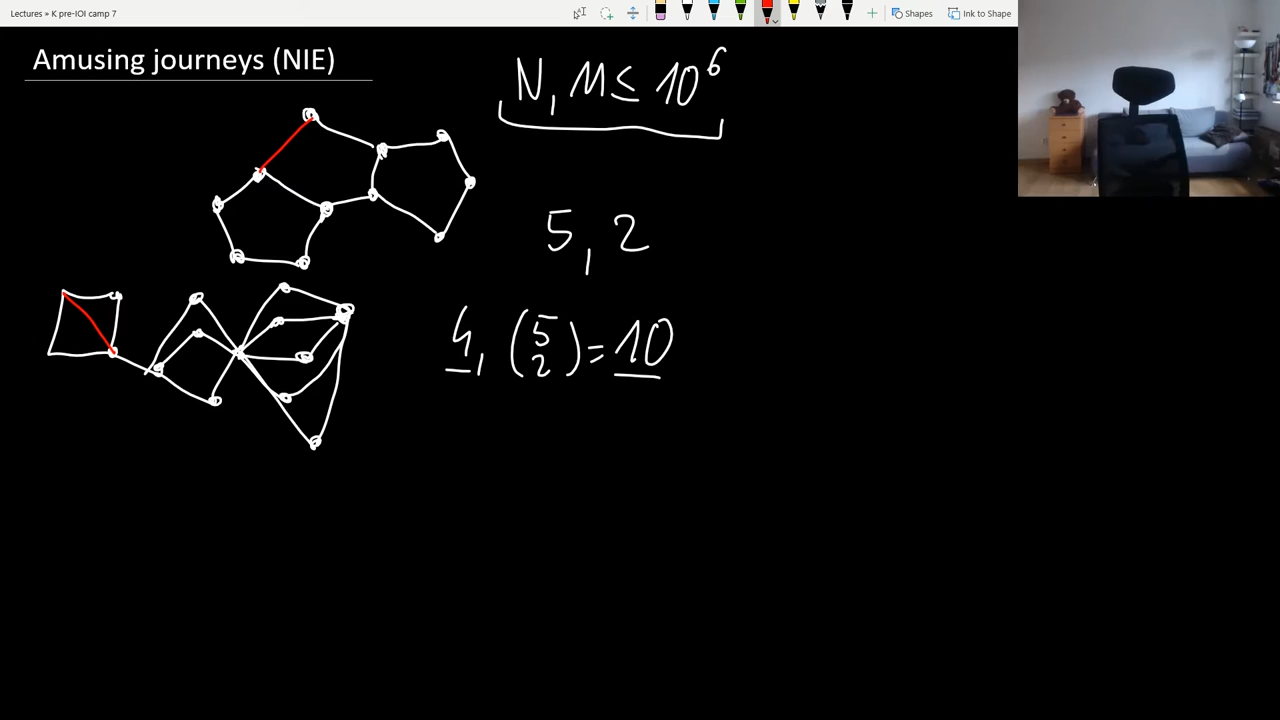 Lectures » K pre-IOI camp 7
Shapes
Ink to Shape
Amusing journeys (NIE)
N, M ≤ 10⁶
5, 2
4, (5 2) = 10